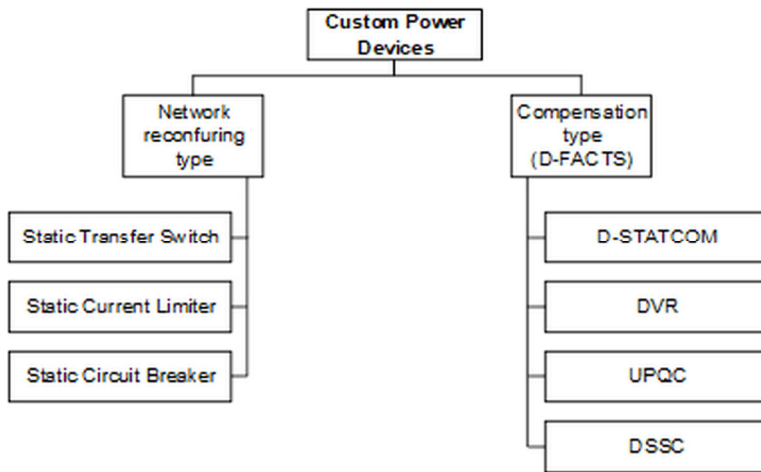 Custom Power
Devices
Network
reconfuring
type
Compensation
type
(D-FACTS)
Static Transfer Switch
Static Current Limiter
Static Circuit Breaker
D-STATCOM
DVR
UPQC
DSSC